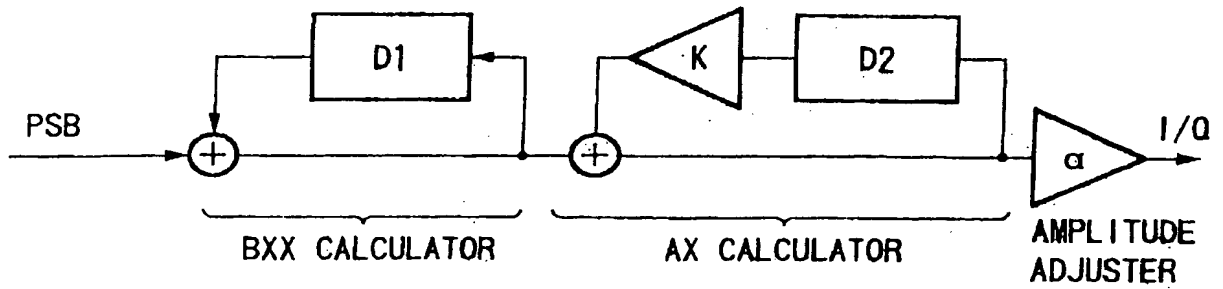 D1
K
D2
PSB
+
+
α
I/Q
BXX CALCULATOR
AX CALCULATOR
AMPLITUDE
ADJUSTER